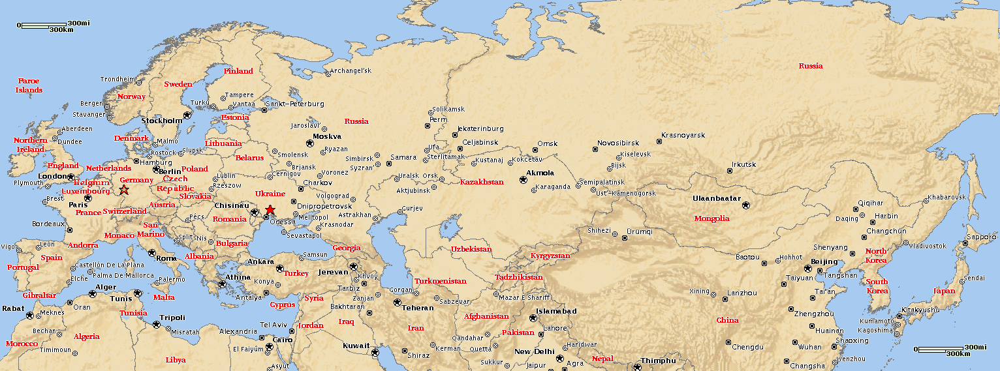 0 300mi
300km
Faroe
Islands
Trondheim
Finland
Sweden
Norway
Archangel'sk
Russia
Bergen
Turku
Tampere
Vantaa
Sankt-Peterburg
Stavanger
Stockholm
Estonia
Jaroslavl'
Russia
Solikamsk
Perm
Jekaterinburg
Krasnoyarsk
Northern
Ireland
Aberdeen
Dundee
Denmark
Malmo
Lithuania
Moskva
Ryazan
Celjabinsk
Omsk
Novosibirsk
England
Netherlands
Rostock
Slupsk
Hamburg
Belarus
Smolensk
Simbirsk
Samara
Ufa
Sterlitamak
Kustanaj
Kokcetav
Kiselevsk
Bijsk
Irkutsk
London
Plymouth
Belgium
Luxembourg
Germany
Berlin
Poland
Czech
Republic
Lublin
Rzeszow
Cernigov
Brjansk
Voronez
Syzran'
Uralsk
Orsk
Aktjubinsk
Kazakhstan
Akmola
Karaganda
Semipalatinsk
Ust'-Kamenogorsk
Khabarovsk
Brest
Paris
France
Switzerland
Austria
Slovakia
Ukraine
Charkov
Volgograd
Dnipropetrovsk
Gurjev
Ulaanbaatar
Mongolia
Qiqihar
Daqing
Harbin
Bordeaux
Monaco
San
Marino
Pécs
Romania
Chisinau
Odessa
Melitopol
Krasnodar
Astrakhan
Sevastapol
Shihezi
Ürümqi
Changchun
Vladivostok
Sapporo
Vigo
Leon
Andorra
Split
Nis
Bulgaria
Georgia
Uzbekistan
Kyrgyzstan
Shenyang
North
Korea
Portugal
Spain
Castellón De La Plana
Palma De Mallorca
Elche
Roma
Albania
Ankara
Samsun
Jerevan
Baotou
Hohhot
Beijing
Tangshan
Gibraltar
Alger
Tunis
Palermo
Athina
Konya
Turkey
Khvoy
Tarbiz
Turkmenistan
Tadzhikistan
Taiyuan
Tai'an
South
Korea
Japan
Sendai
Rabat
Meknes
Oran
Tunisia
Malta
Antalya
Cyprus
Syria
Zanjan
Gorgan
Teheran
Sabzevar
Mazar E Shariff
Xining
Lanzhou
Zhengzhou
Kitakyushu
Bechar
Algeria
Tripoli
Misratah
Alexandria
Tel Aviv
Jordan
Bakhtaran
Iraq
Iran
Afghanistan
Islamabad
Pakistan
Lahore
China
Huainan
Kumamoto
Kagoshima
Morocco
Timimoun
Libya
El Faiyûm
Cairo
Asyut
Kuwait
Shiraz
Kerman
Qandahar
Quetta
Sukkur
New Delhi
Haridwar
Jaipur
Agra
Nepal
Thimphu
Chengdu
Wuhan
Shaoxing
Changsha
Wenzhou
0 300mi
300km